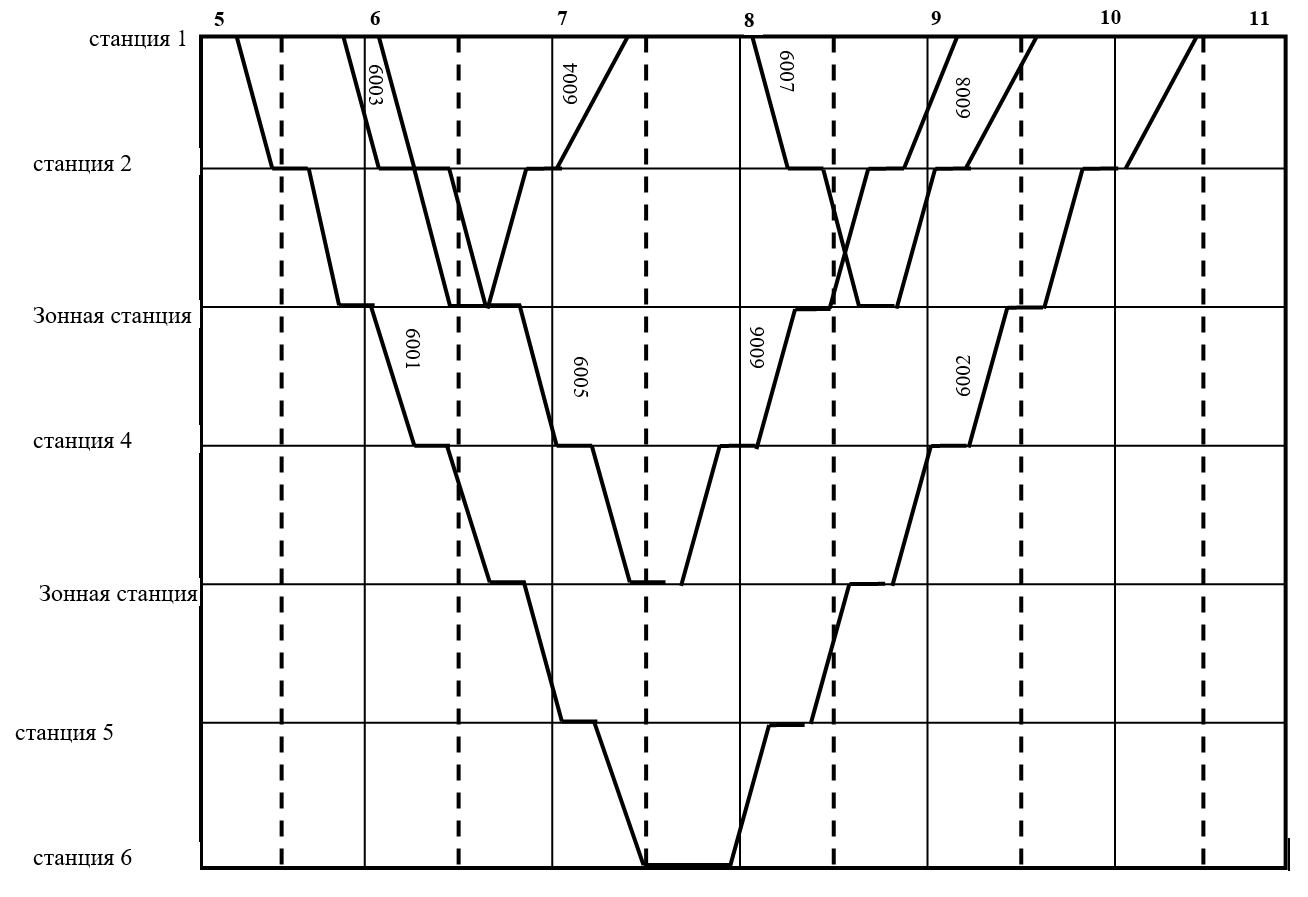 5 6 7 8 9 10 11
станция 1
6003 6004 6007 6008
станция 2
Зонная станция
6001 6005 6006 6002
станция 4
Зонная станция
станция 5
станция 6